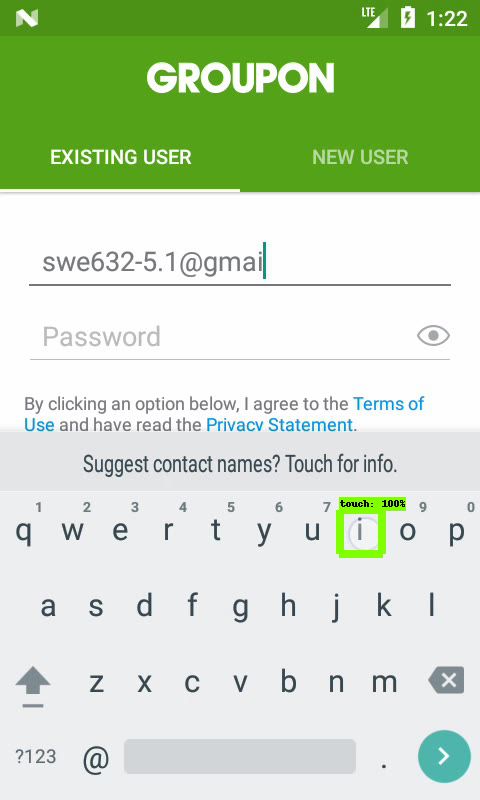 LTE 1:22
GROUPON
EXISTING USER NEW USER
swe632-5.1@gmai
Password
By clicking an option below, I agree to the Terms of
Use and have read the Privacy Statement.
Suggest contact names? Touch for info.
touch: 100%
1 2 3 4 5 6 7 9 0
q w e r t y u i o p
a s d f g h j k l
z x c v b n m
?123 @ .